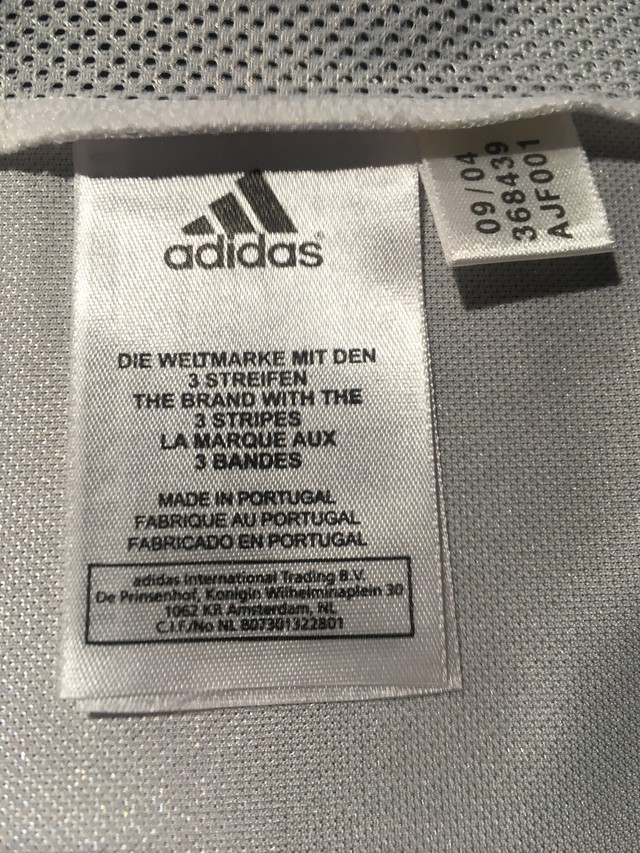 adidas
DIE WELTMARKE MIT DEN
3 STREIFEN
THE BRAND WITH THE
3 STRIPES
LA MARQUE AUX
3 BANDES
MADE IN PORTUGAL
FABRIQUE AU PORTUGAL
FABRICADO EN PORTUGAL
adidas International Trading B.V.
De Prinsenhof, Konigin Wilhelminaplein 30
1062 KR Amsterdam, NL
C.I.F./No NL 807301322801
09/04
368439
AJF001